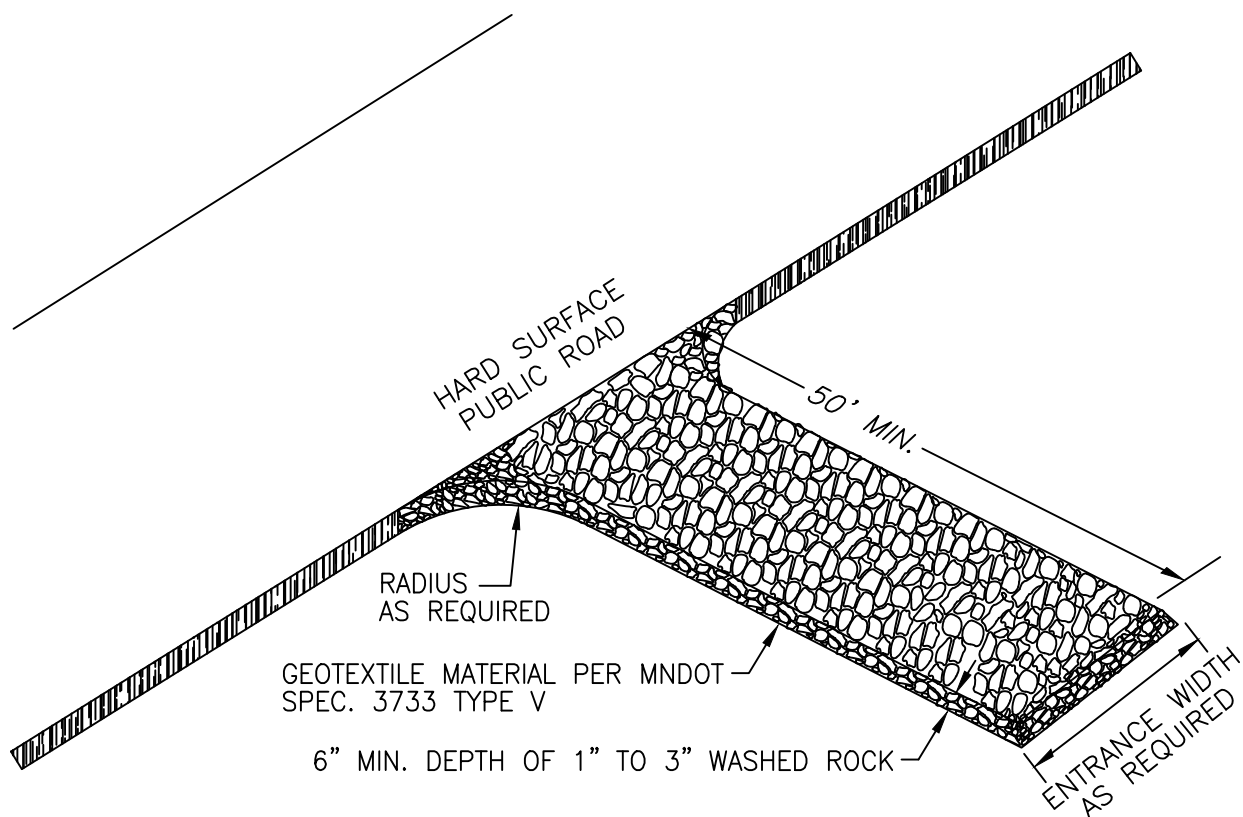 HARD SURFACE
PUBLIC ROAD
50' MIN.
RADIUS
AS REQUIRED
GEOTEXTILE MATERIAL PER MNDOT
SPEC. 3733 TYPE V
6” MIN. DEPTH OF 1” TO 3” WASHED ROCK
ENTRANCE WIDTH
AS REQUIRED